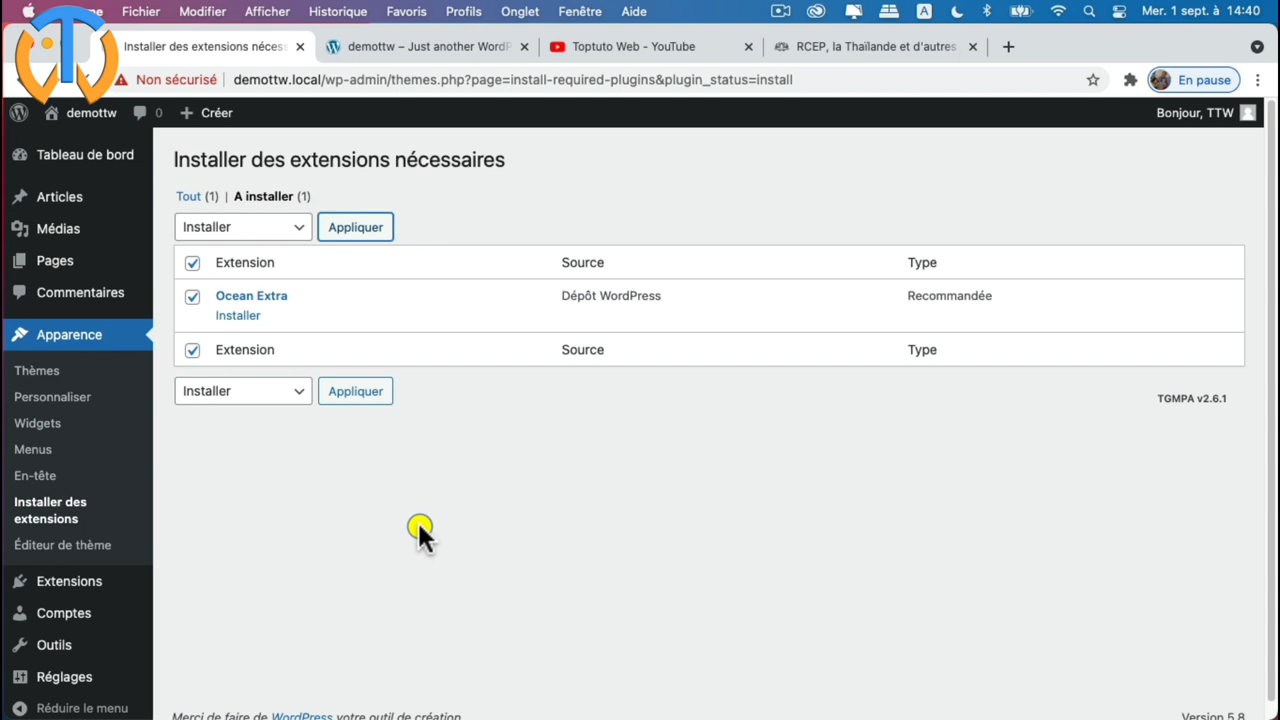 Fichier Modifier Afficher Historique Favoris Profils Onglet Fenêtre Aide A Mer. 1 sept. à 14:40
Installer des extensions nécess demottw – Just another WordP Toptuto Web - YouTube RCEP, la Thaïlande et d'autres
Non sécurisé demottw.local/wp-admin/themes.php?page=install-required-plugins&plugin_status=install En pause
demottw 0 Créer Bonjour, TTW
Tableau de bord
Articles
Médias
Pages
Commentaires
Apparence
Thèmes
Personnaliser
Widgets
Menus
En-tête
Installer des
extensions
Éditeur de thème
Extensions
Comptes
Outils
Réglages
Réduire le menu
Installer des extensions nécessaires
Tout (1) | A installer (1)
Installer Appliquer
Extension Source Type
Ocean Extra Dépôt WordPress Recommandée
Installer
Extension Source Type
Installer Appliquer
TGMPA v2.6.1
Merci de faire de WordPress votre outil de création. Version 5.8